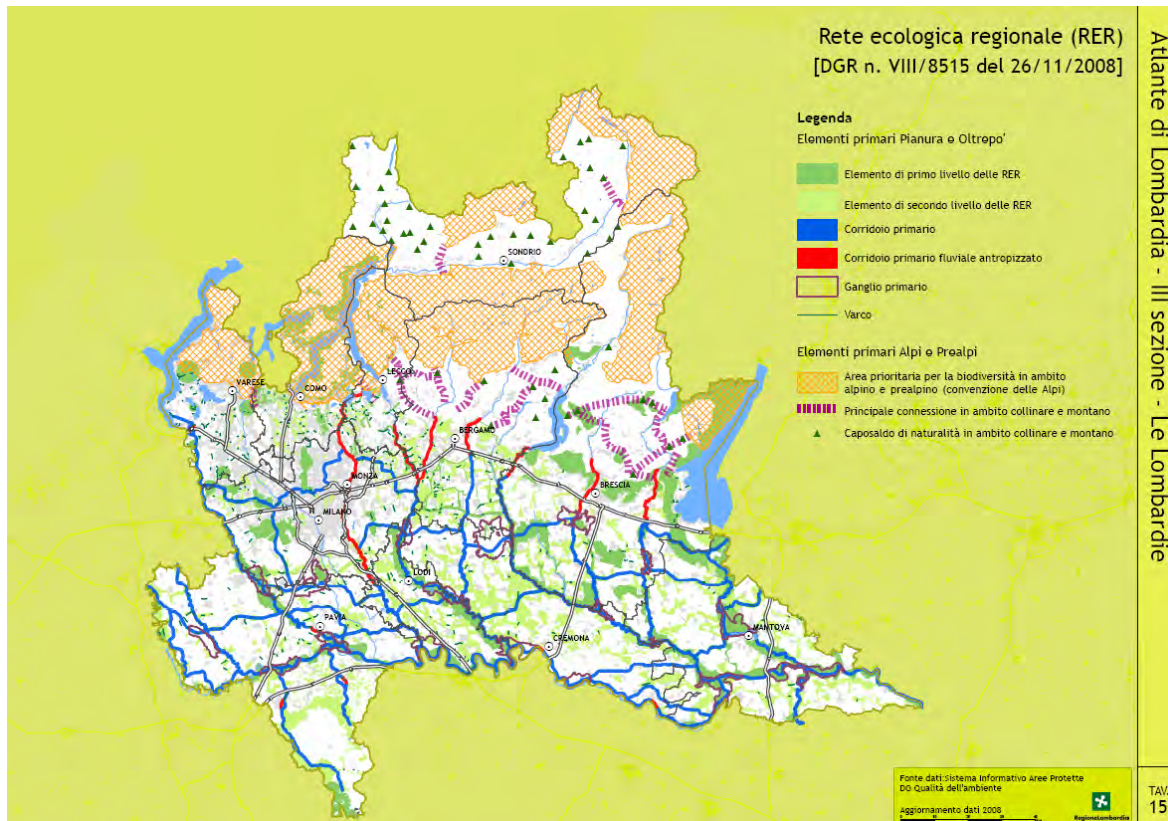 Rete ecologica regionale (RER)
[DGR n. VIII/8515 del 26/11/2008]
Legenda
Elementi primari Pianura e Oltrepo'
Elemento di primo livello delle RER
Elemento di secondo livello delle RER
Corridoio primario
Corridoio primario fluviale antropizzato
Ganglio primario
Varco
Elementi primari Alpi e Prealpi
Area prioritaria per la biodiversità in ambito
alpino e prealpino (convenzione delle Alpi)
Principale connessione in ambito collinare e montano
Caposaldo di naturalità in ambito collinare e montano
SONDRIO
LECCO
VARESE
COMO
BERGAMO
MONZA
BRESCIA
MILANO
LODI
PAVIA
CREMONA
MANTOVA
Fonte dati:Sistema Informativo Aree Protette
DG Qualità dell'ambiente
Aggiornamento dati 2008
RegioneLombardia
Atlante di Lombardia - III sezione - Le Lombardie
TAV.
15